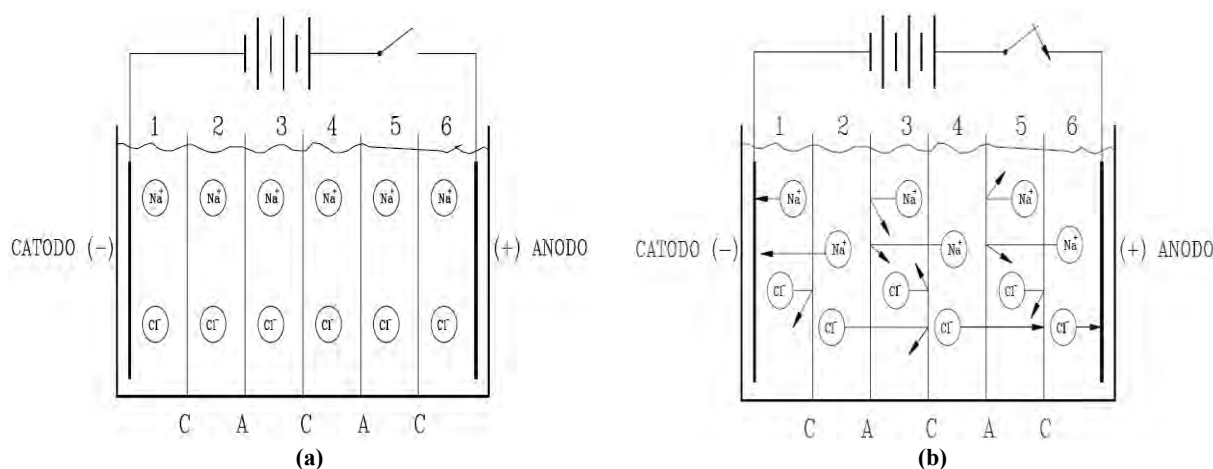 1 2 3 4 5 6
Na+ Na+ Na+ Na+ Na+ Na+
CATODO (-) (+) ANODO
Cl- Cl- Cl- Cl- Cl- Cl-
C A C A C
(a)
1 2 3 4 5 6
Na+ Na+ Na+
CATODO (-) Na+ Na+ Na+ (+) ANODO
Cl- Cl- Cl-
Cl- Cl- Cl-
C A C A C
(b)